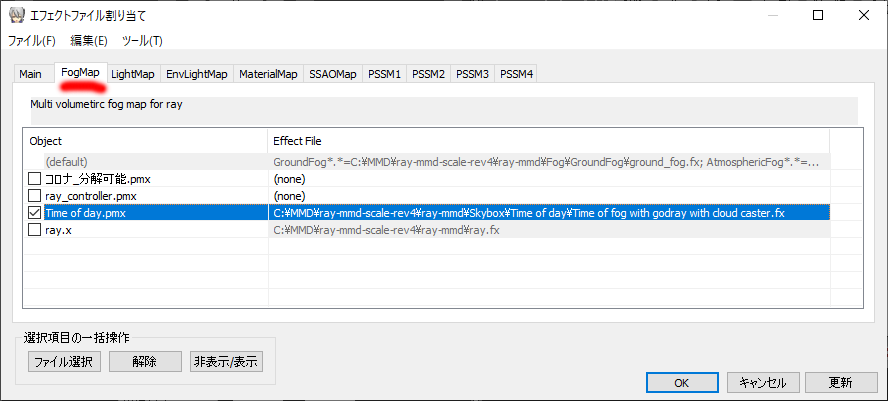 エフェクトファイル割り当て
ファイル(F) 編集(E) ツール(T)
Main FogMap LightMap EnvLightMap MaterialMap SSAOMap PSSM1 PSSM2 PSSM3 PSSM4
Multi volumetirc fog map for ray
Object Effect File
(default) GroundFog*.*=C:¥MMD¥ray-mmd-scale-rev4¥ray-mmd¥Fog¥GroundFog¥ground_fog.fx; AtmosphericFog*.*=...
コロナ_分解可能.pmx (none)
ray_controller.pmx (none)
Time of day.pmx C:¥MMD¥ray-mmd-scale-rev4¥ray-mmd¥Skybox¥Time of day¥Time of fog with godray with cloud caster.fx
ray.x C:¥MMD¥ray-mmd-scale-rev4¥ray-mmd¥ray.fx
選択項目の一括操作
ファイル選択 解除 非表示/表示
OK キャンセル 更新